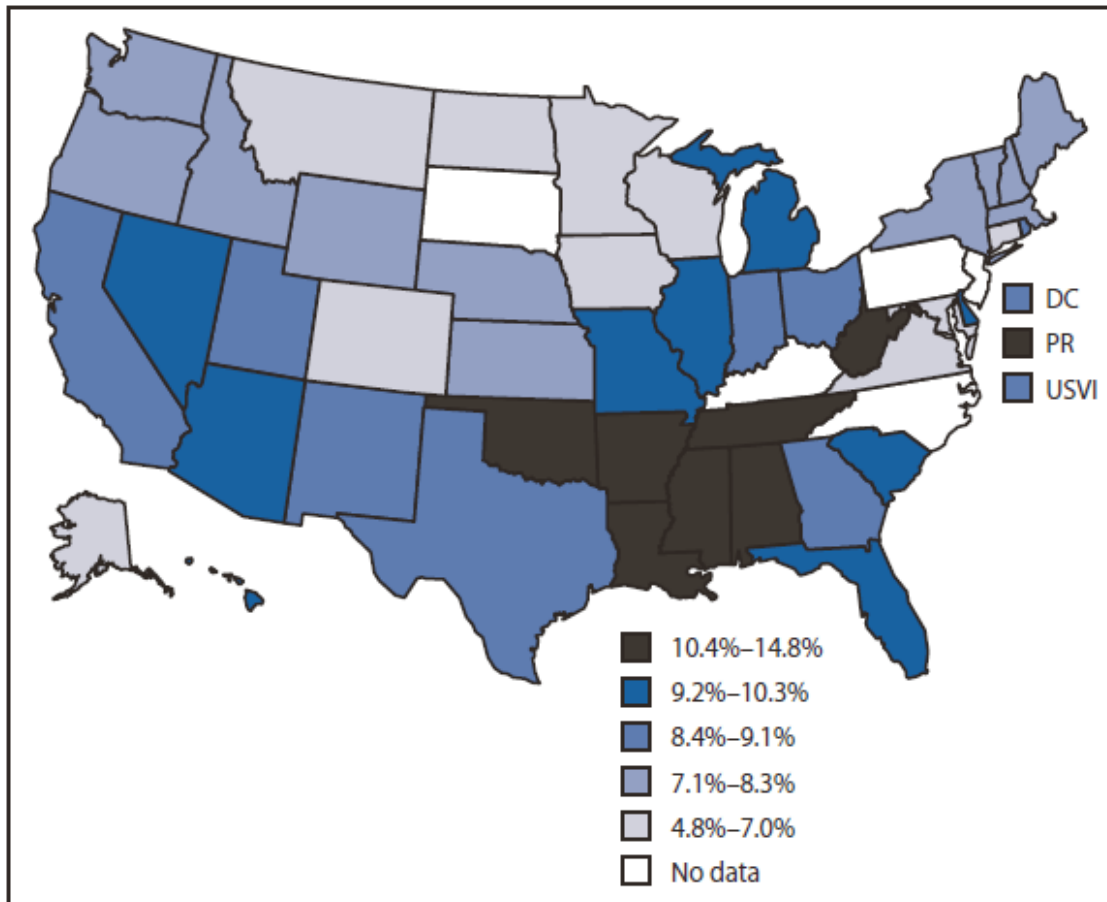 DC
PR
USVI
10.4%–14.8%
9.2%–10.3%
8.4%–9.1%
7.1%–8.3%
4.8%–7.0%
No data